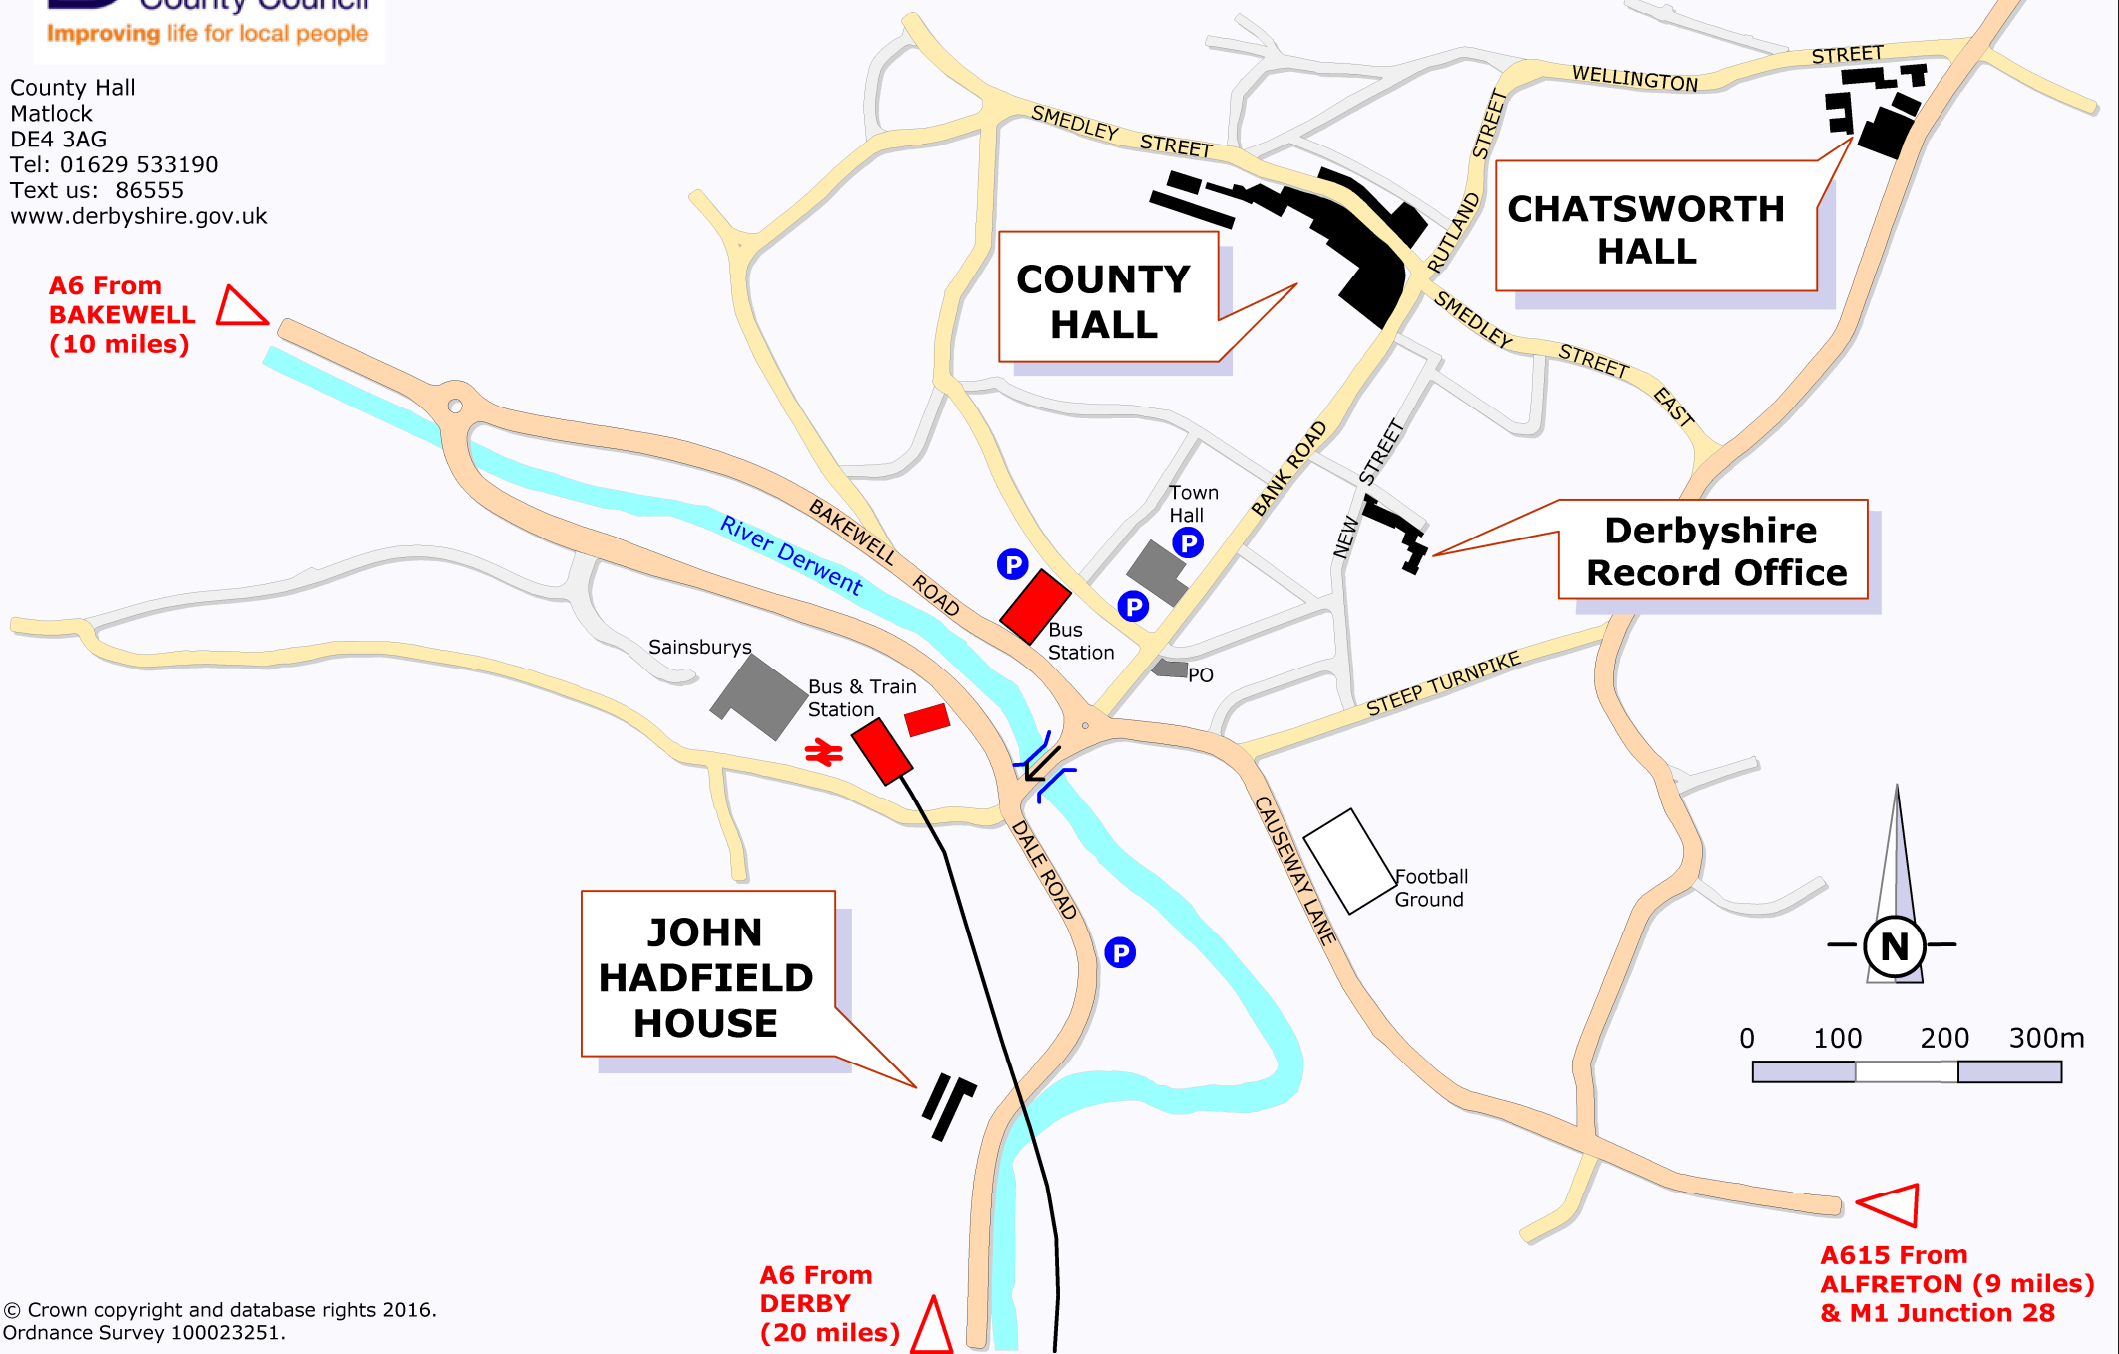 County Council
Improving life for local people
County Hall
Matlock
DE4 3AG
Tel: 01629 533190
Text us:  86555
www.derbyshire.gov.uk
A6 From
BAKEWELL
(10 miles)
SMEDLEY STREET
WELLINGTON STREET
RUTLAND STREET
CHATSWORTH
HALL
COUNTY
HALL
SMEDLEY STREET EAST
BANK ROAD
NEW STREET
Town
Hall
P
P
P
Derbyshire
Record Office
BAKEWELL ROAD
River Derwent
Bus
Station
PO
STEEP TURNPIKE
Sainsburys
Bus & Train
Station
CAUSEWAY LANE
DALE ROAD
Football
Ground
JOHN
HADFIELD
HOUSE
P
N
0 100 200 300m
A6 From
DERBY
(20 miles)
A615 From
ALFRETON (9 miles)
& M1 Junction 28
© Crown copyright and database rights 2016.
Ordnance Survey 100023251.